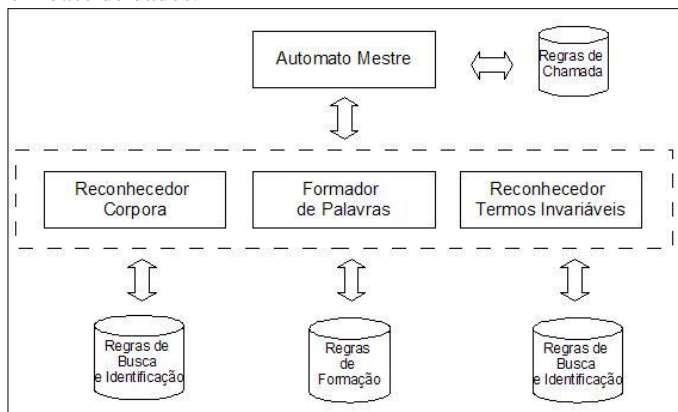 Automato Mestre
Regras de
Chamada
Reconhecedor
Corpora
Formador
de Palavras
Reconhecedor
Termos Invariáveis
Regras de
Busca
e Identificação
Regras
de
Formação
Regras de
Busca
e Identificação